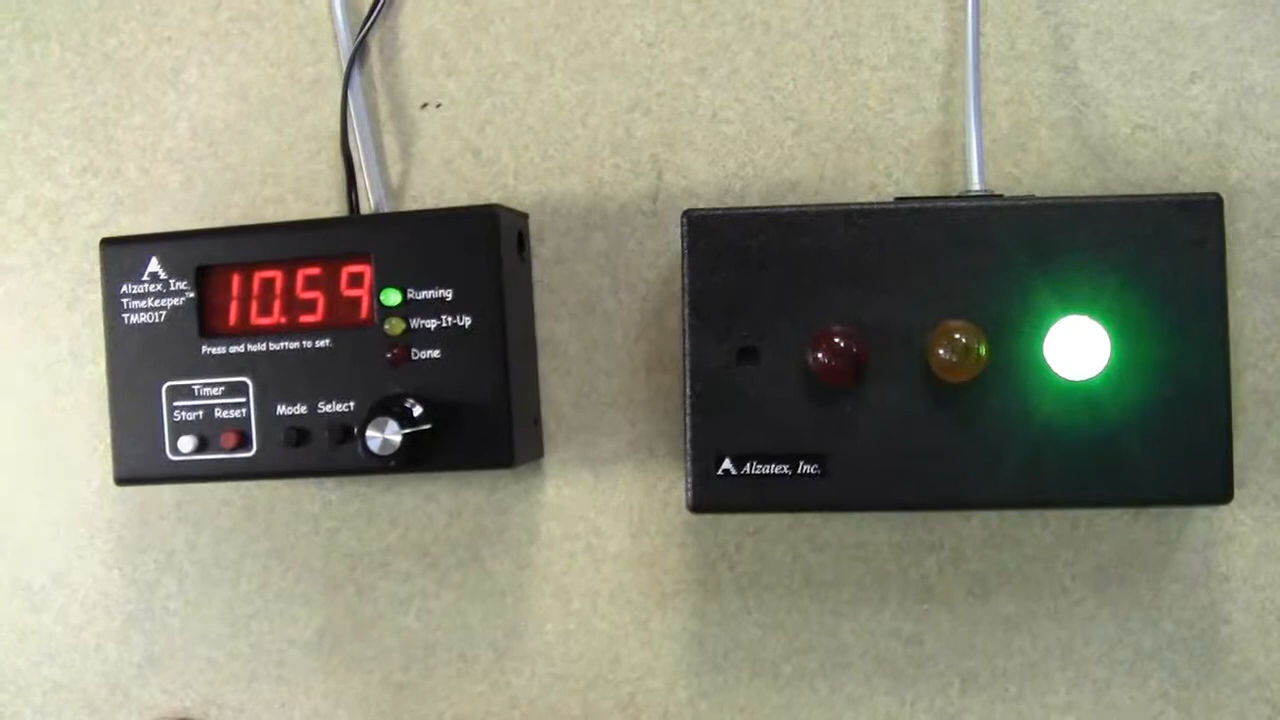 Alzatex, Inc.
TimeKeeper™
TMR017
10.59
Running
Wrap-It-Up
Done
Press and hold button to set.
Timer
Start Reset
Mode Select
Alzatex, Inc.